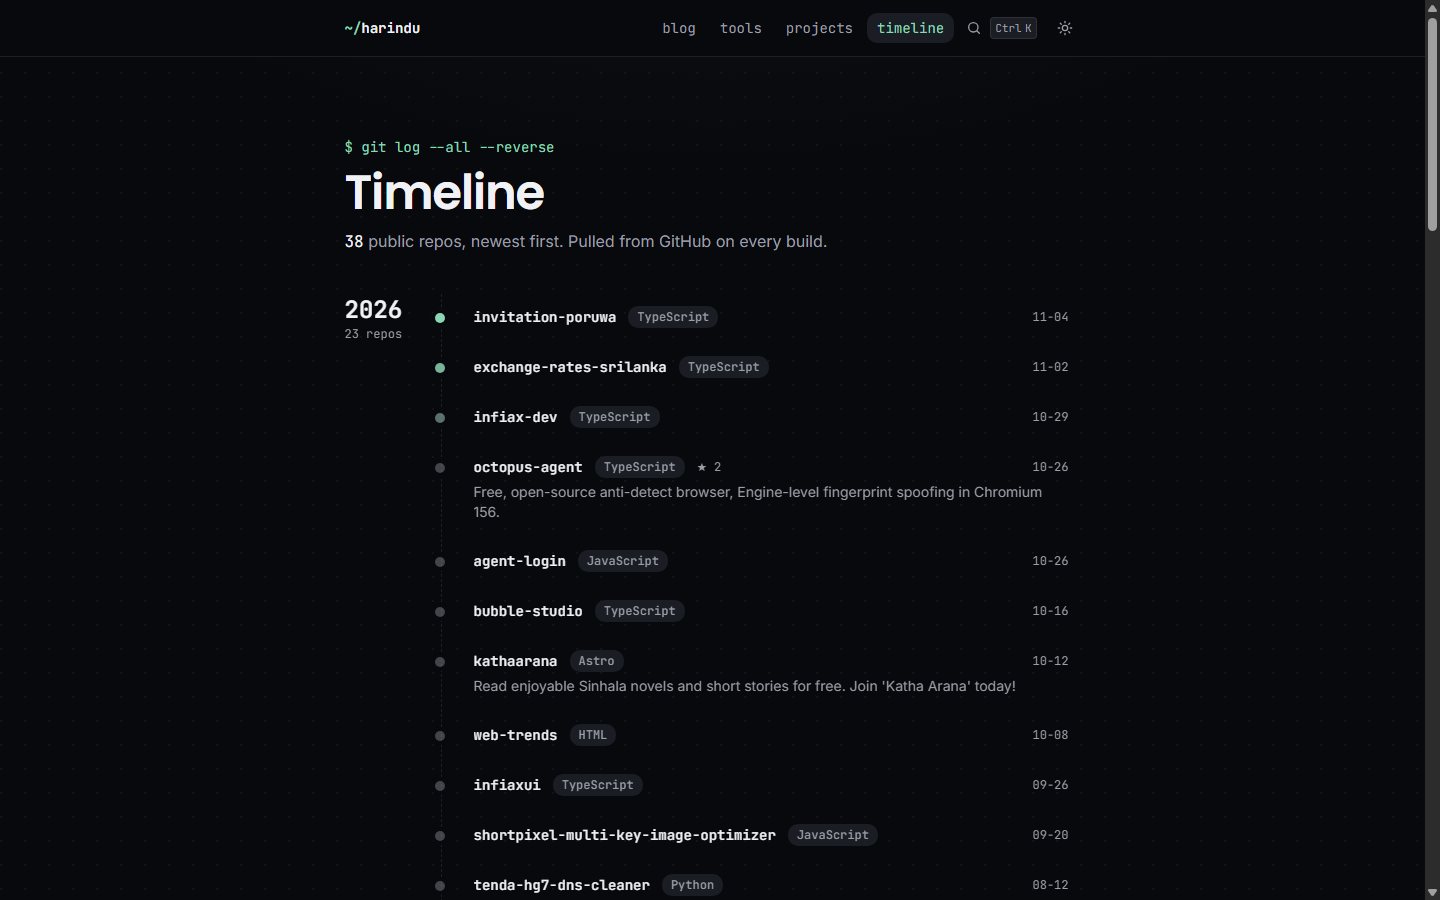 ~/harindu
blog tools projects timeline Ctrl K
$ git log --all --reverse
Timeline
38 public repos, newest first. Pulled from GitHub on every build.
2026
23 repos
invitation-poruwa TypeScript 11-04
exchange-rates-srilanka TypeScript 11-02
infiax-dev TypeScript 10-29
octopus-agent TypeScript ★ 2 10-26
Free, open-source anti-detect browser, Engine-level fingerprint spoofing in Chromium
156.
agent-login JavaScript 10-26
bubble-studio TypeScript 10-16
kathaarana Astro 10-12
Read enjoyable Sinhala novels and short stories for free. Join 'Katha Arana' today!
web-trends HTML 10-08
infiaxui TypeScript 09-26
shortpixel-multi-key-image-optimizer JavaScript 09-20
tenda-hg7-dns-cleaner Python 08-12